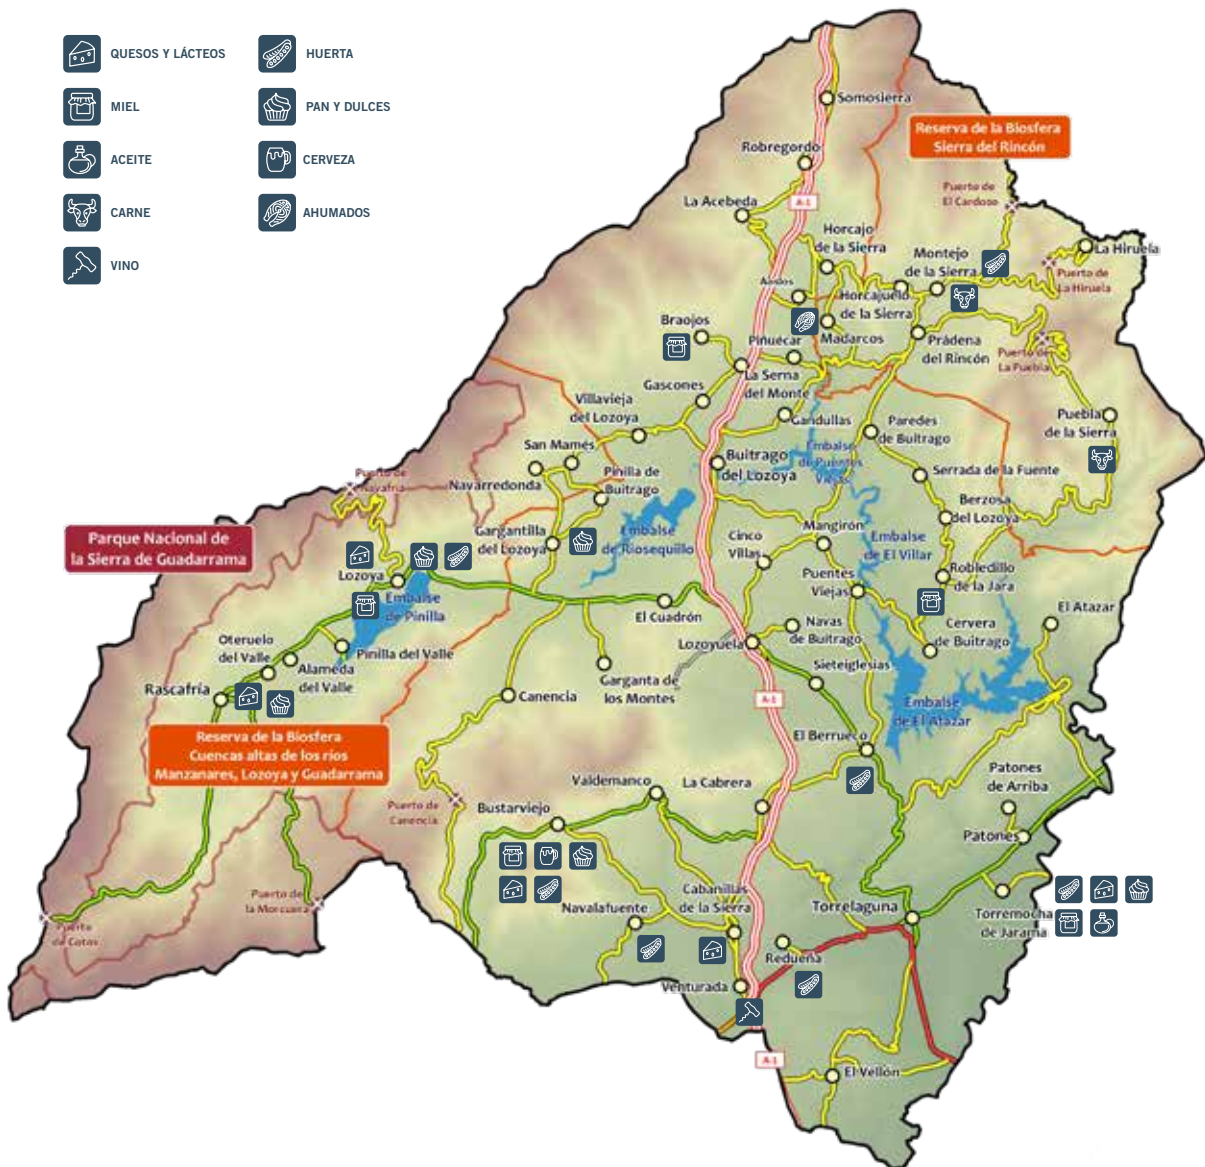 QUESOS Y LÁCTEOS
HUERTA
MIEL
PAN Y DULCES
ACEITE
CERVEZA
CARNE
AHUMADOS
VINO
Somosierra
Reserva de la Biosfera
Sierra del Rincón
Robregordo
Puerto de
El Cardoso
La Acebeda
A-1
Horcajo
de la Sierra
Montejo
de la Sierra
La Hiruela
Puerto de
La Hiruela
Aoslos
Horcajuelo
de la Sierra
Braojos
Madarcos
Piñuécar
Prádena
del Rincón
Puerto de
La Puebla
La Serna
del Monte
Gascones
Villavieja
del Lozoya
Gandullas
Paredes
de Buitrago
Puebla
de la Sierra
San Mamés
Embalse
de Puentes
Viejas
Buitrago
del Lozoya
Serrada de la Fuente
Puerto de
Navafría
Navarredonda
Pinilla de
Buitrago
Berzosa
del Lozoya
Parque Nacional de
la Sierra de Guadarrama
Gargantilla
del Lozoya
Embalse
de Riosequillo
Cinco
Villas
Mangirón
Embalse
de El Villar
Lozoya
Embalse
de Pinilla
Puentes
Viejas
Robledillo
de la Jara
El Atazar
El Cuadrón
Navas
de Buitrago
Cervera
de Buitrago
Oteruelo
del Valle
Pinilla del Valle
Lozoyuela
Sieteiglesias
Alameda
del Valle
Rascafría
Canencia
Garganta de
los Montes
A-1
Embalse
de El Atazar
Reserva de la Biosfera
Cuencas altas de los ríos
Manzanares, Lozoya y Guadarrama
El Berrueco
Valdemanco
La Cabrera
Patones
de Arriba
Puerto de
Canencia
Bustarviejo
Patones
Puerto de
la Morcuera
Cabanillas
de la Sierra
Navalafuente
Torrelaguna
Torremocha
de Jarama
Puerto
de Cotos
Redueña
Venturada
A-1
El Vellón